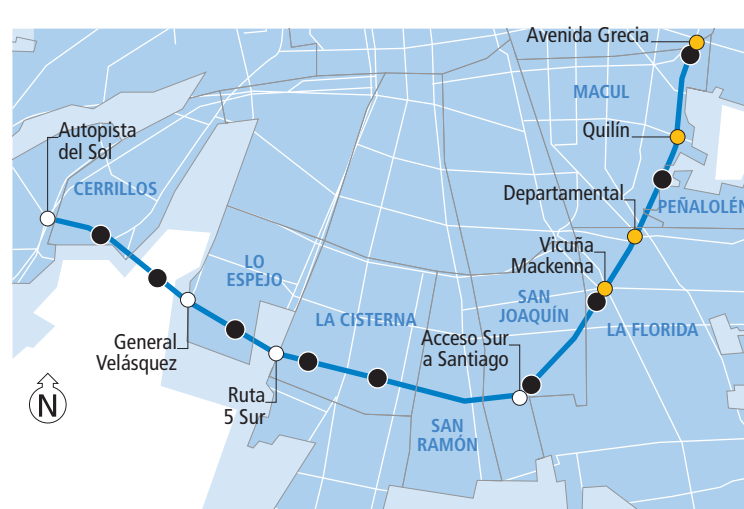 Avenida Grecia
MACUL
Autopista
del Sol
Quilín
CERRILLOS
Departamental
PEÑALOLÉN
Vicuña
Mackenna
LO
ESPEJO
SAN
JOAQUÍN
LA CISTERNA
LA FLORIDA
General
Velásquez
Acceso Sur
a Santiago
Ruta
5 Sur
N
SAN
RAMÓN